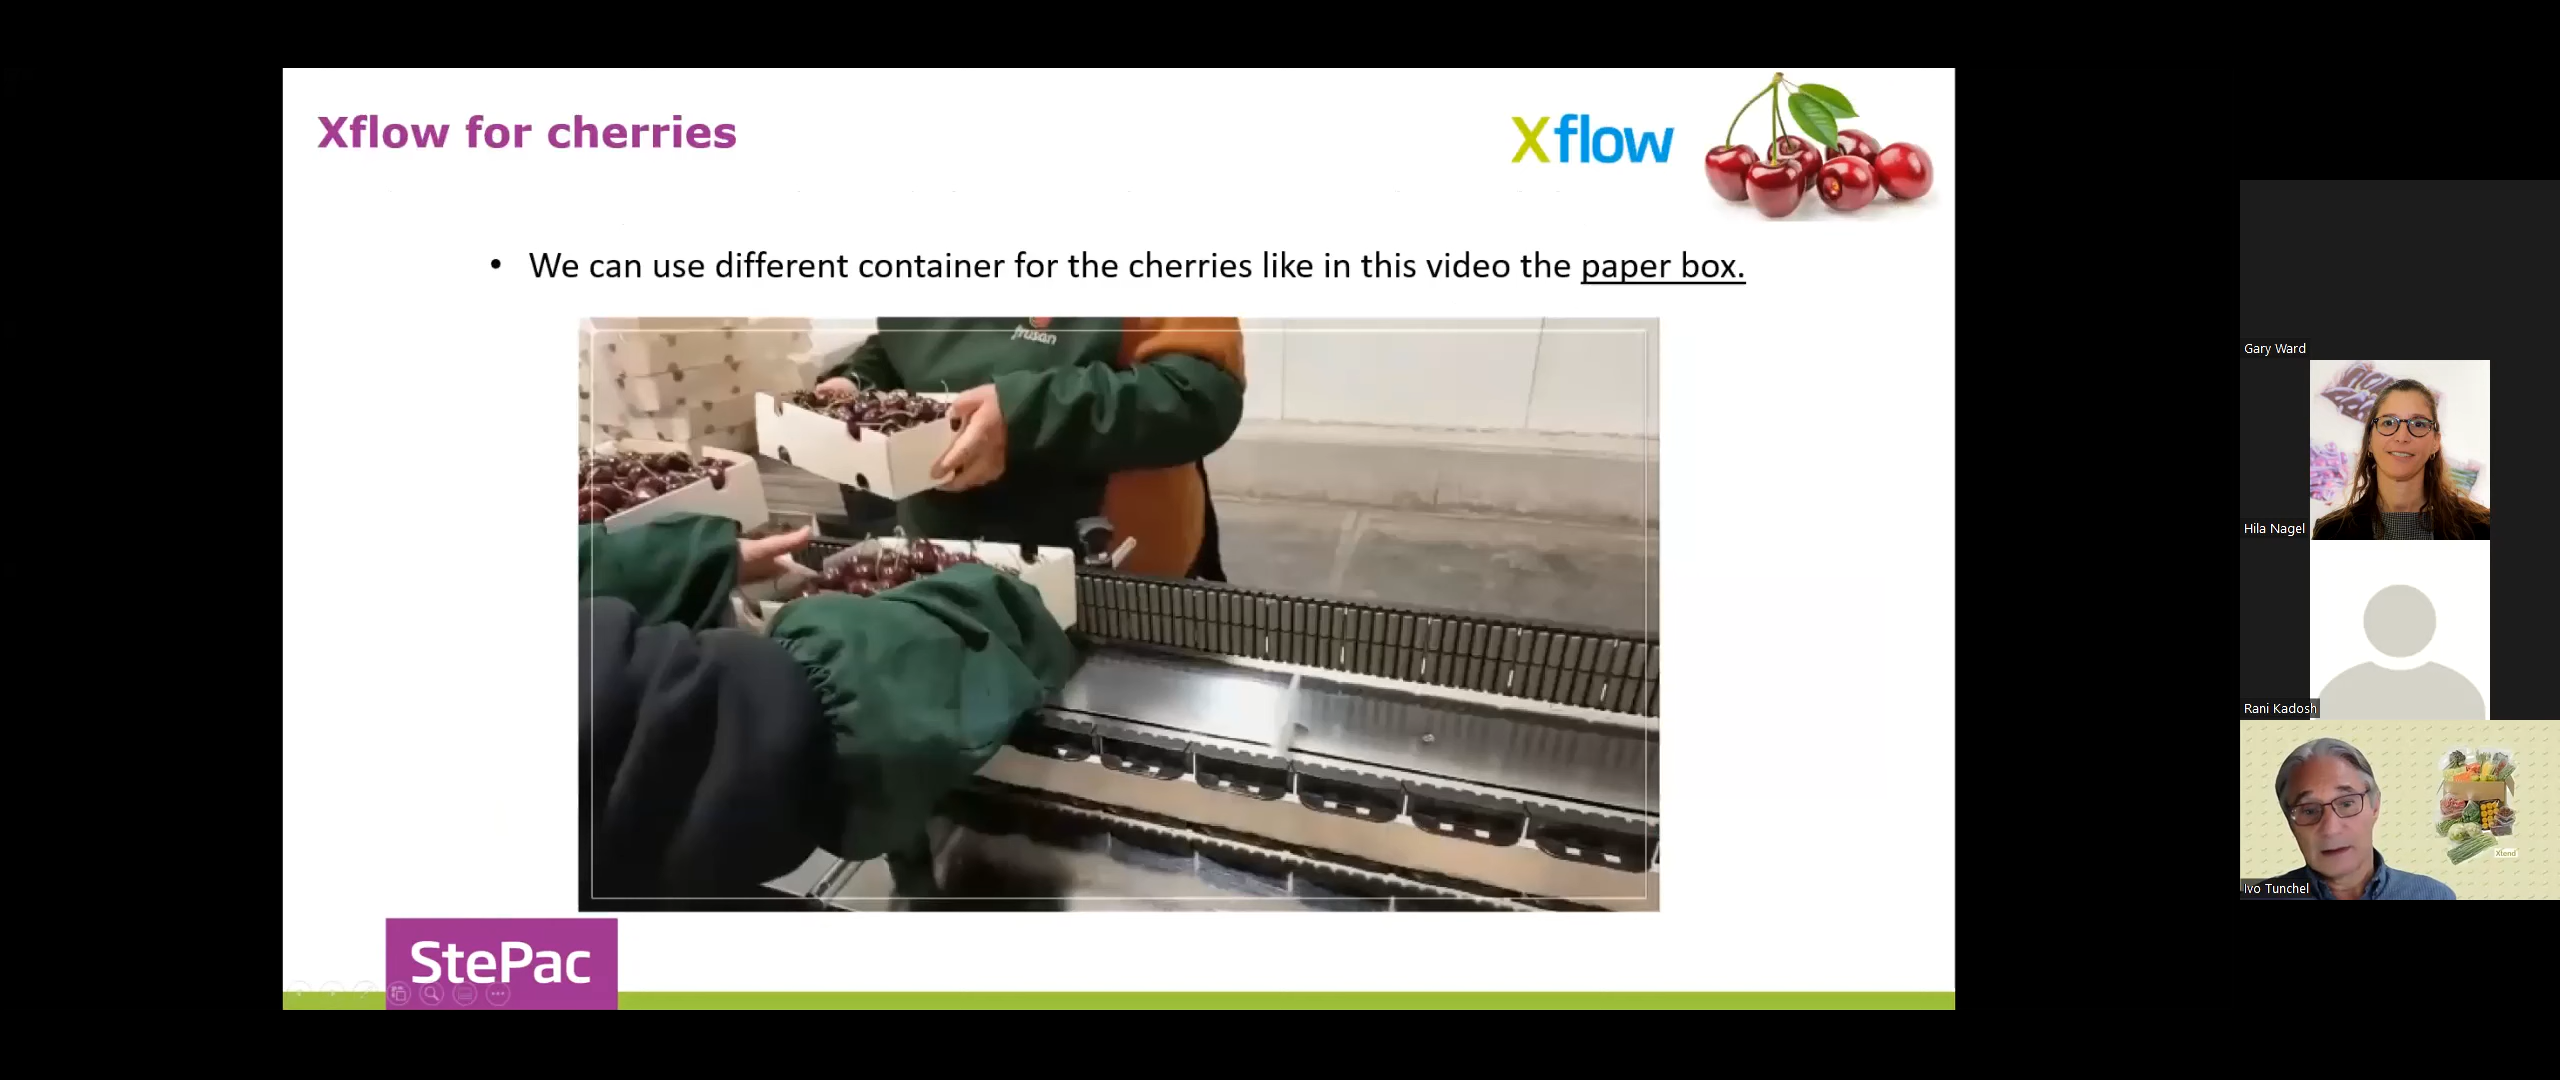 Xflow for cherries
Xflow
• We can use different container for the cherries like in this video the paper box.
frusan
StePac
Gary Ward
Hila Nagel
Rani Kadosh
Xtend
Ivo Tunchel